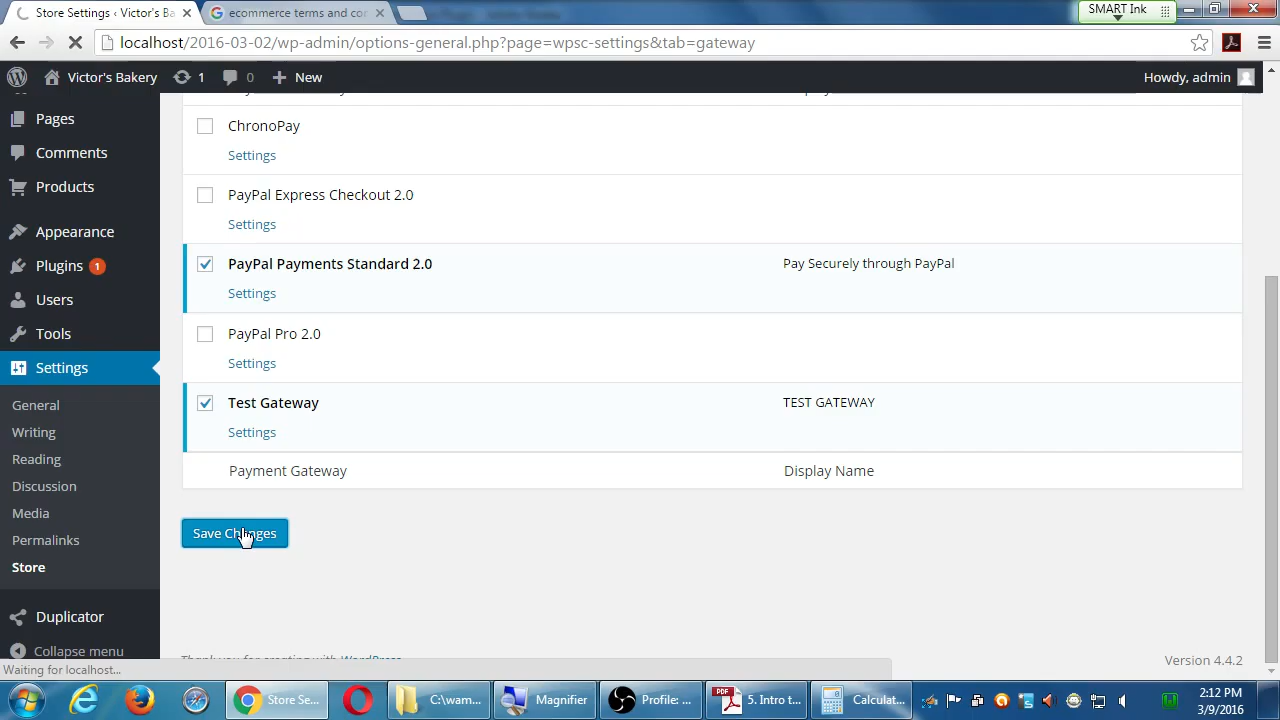 Store Settings ‹ Victor's Ba
ecommerce terms and co
SMART Ink
localhost/2016-03-02/wp-admin/options-general.php?page=wpsc-settings&tab=gateway
Victor's Bakery
1
0
New
Howdy, admin
Pages
Comments
Products
Appearance
Plugins 1
Users
Tools
Settings
General
Writing
Reading
Discussion
Media
Permalinks
Store
Duplicator
Collapse menu
ChronoPay
Settings
PayPal Express Checkout 2.0
Settings
PayPal Payments Standard 2.0
Pay Securely through PayPal
Settings
PayPal Pro 2.0
Settings
Test Gateway
TEST GATEWAY
Settings
Payment Gateway
Display Name
Save Changes
Version 4.4.2
Waiting for localhost...
Store Se...
C:\wam...
Magnifier
Profile: ...
PDF
5. Intro t...
Calculat...
2:12 PM
3/9/2016